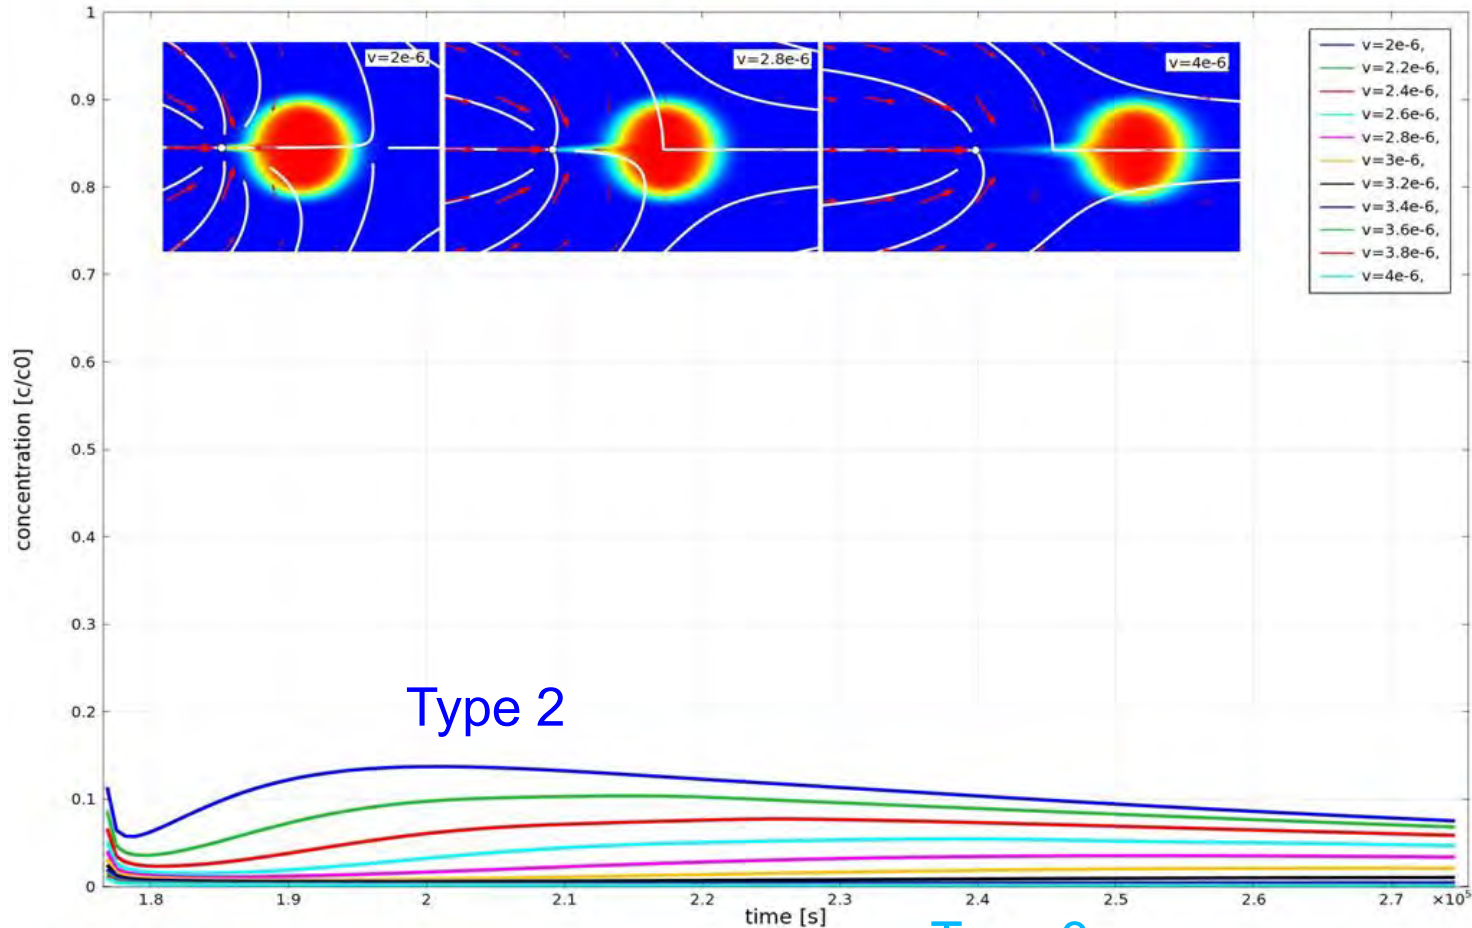 1
0.9
0.8
0.7
0.6
0.5
0.4
0.3
0.2
0.1
0
concentration [c/c0]
v=2e-6,
v=2.8e-6
v=4e-6
v=2e-6,
v=2.2e-6,
v=2.4e-6,
v=2.6e-6,
v=2.8e-6,
v=3e-6,
v=3.2e-6,
v=3.4e-6,
v=3.6e-6,
v=3.8e-6,
v=4e-6,
Type 2
1.8 1.9 2 2.1 2.2 2.3 2.4 2.5 2.6 2.7 ×10⁵
time [s]